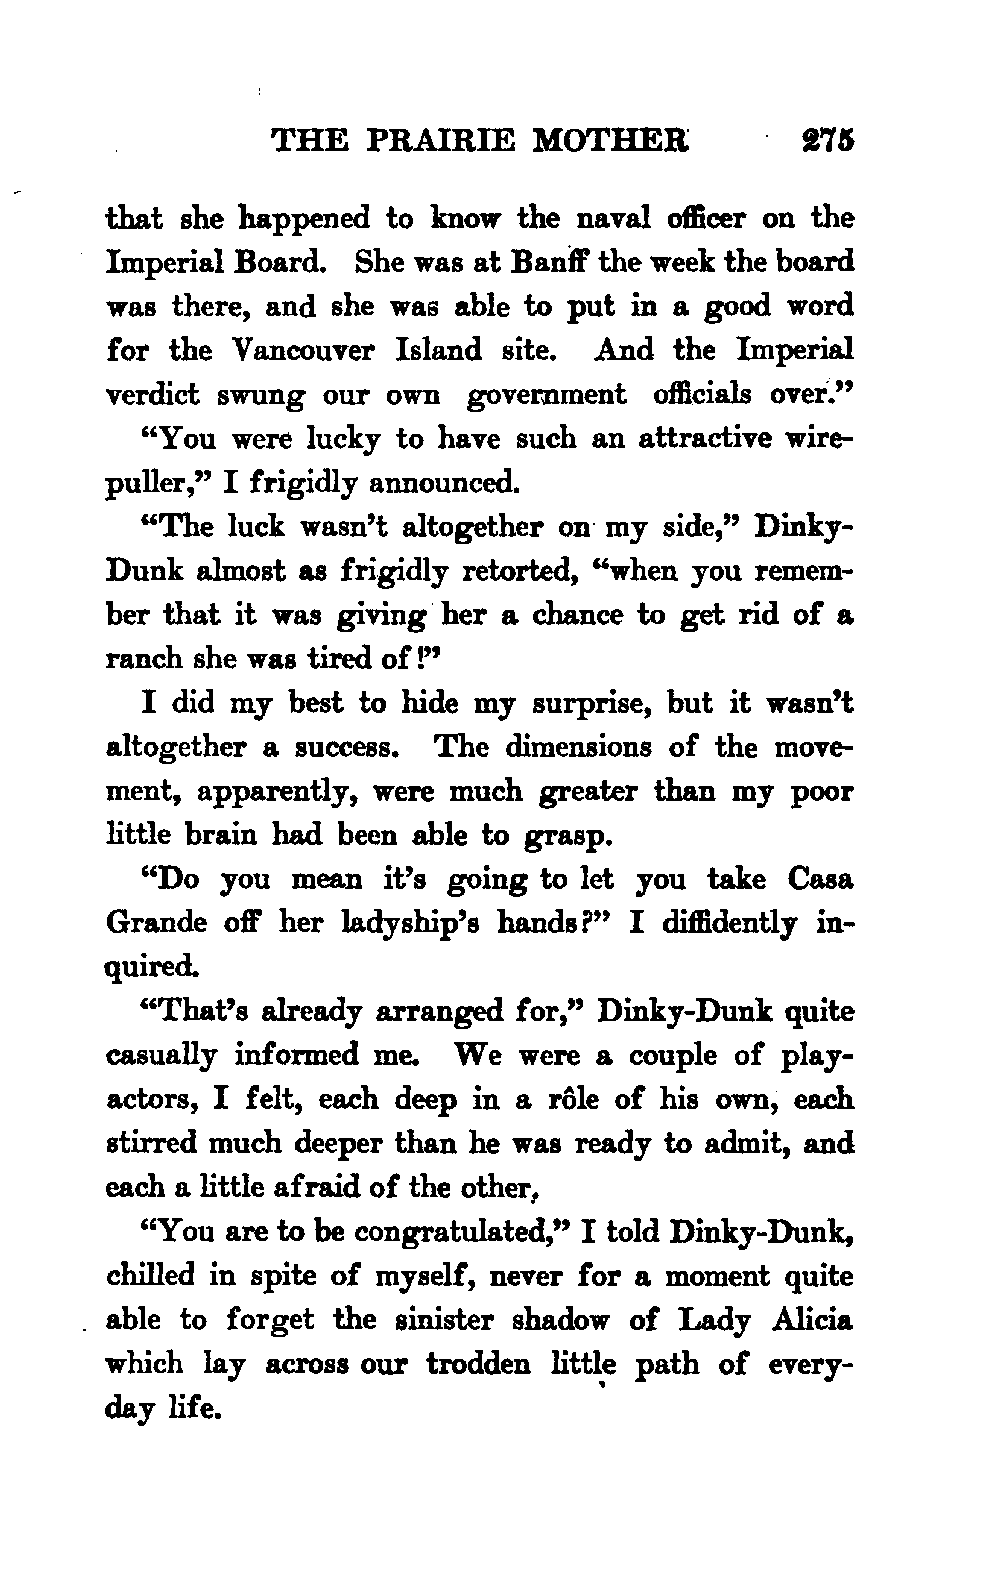 THE PRAIRIE MOTHER 275
that she happened to know the naval officer on the
Imperial Board. She was at Banff the week the board
was there, and she was able to put in a good word
for the Vancouver Island site. And the Imperial
verdict swung our own government officials over.”
“You were lucky to have such an attractive wire-
puller,” I frigidly announced.
“The luck wasn’t altogether on my side,” Dinky-
Dunk almost as frigidly retorted, “when you remem-
ber that it was giving her a chance to get rid of a
ranch she was tired of!”
I did my best to hide my surprise, but it wasn’t
altogether a success. The dimensions of the move-
ment, apparently, were much greater than my poor
little brain had been able to grasp.
“Do you mean it’s going to let you take Casa
Grande off her ladyship’s hands?” I diffidently in-
quired.
“That’s already arranged for,” Dinky-Dunk quite
casually informed me. We were a couple of play-
actors, I felt, each deep in a rôle of his own, each
stirred much deeper than he was ready to admit, and
each a little afraid of the other.
“You are to be congratulated,” I told Dinky-Dunk,
chilled in spite of myself, never for a moment quite
able to forget the sinister shadow of Lady Alicia
which lay across our trodden little path of every-
day life.